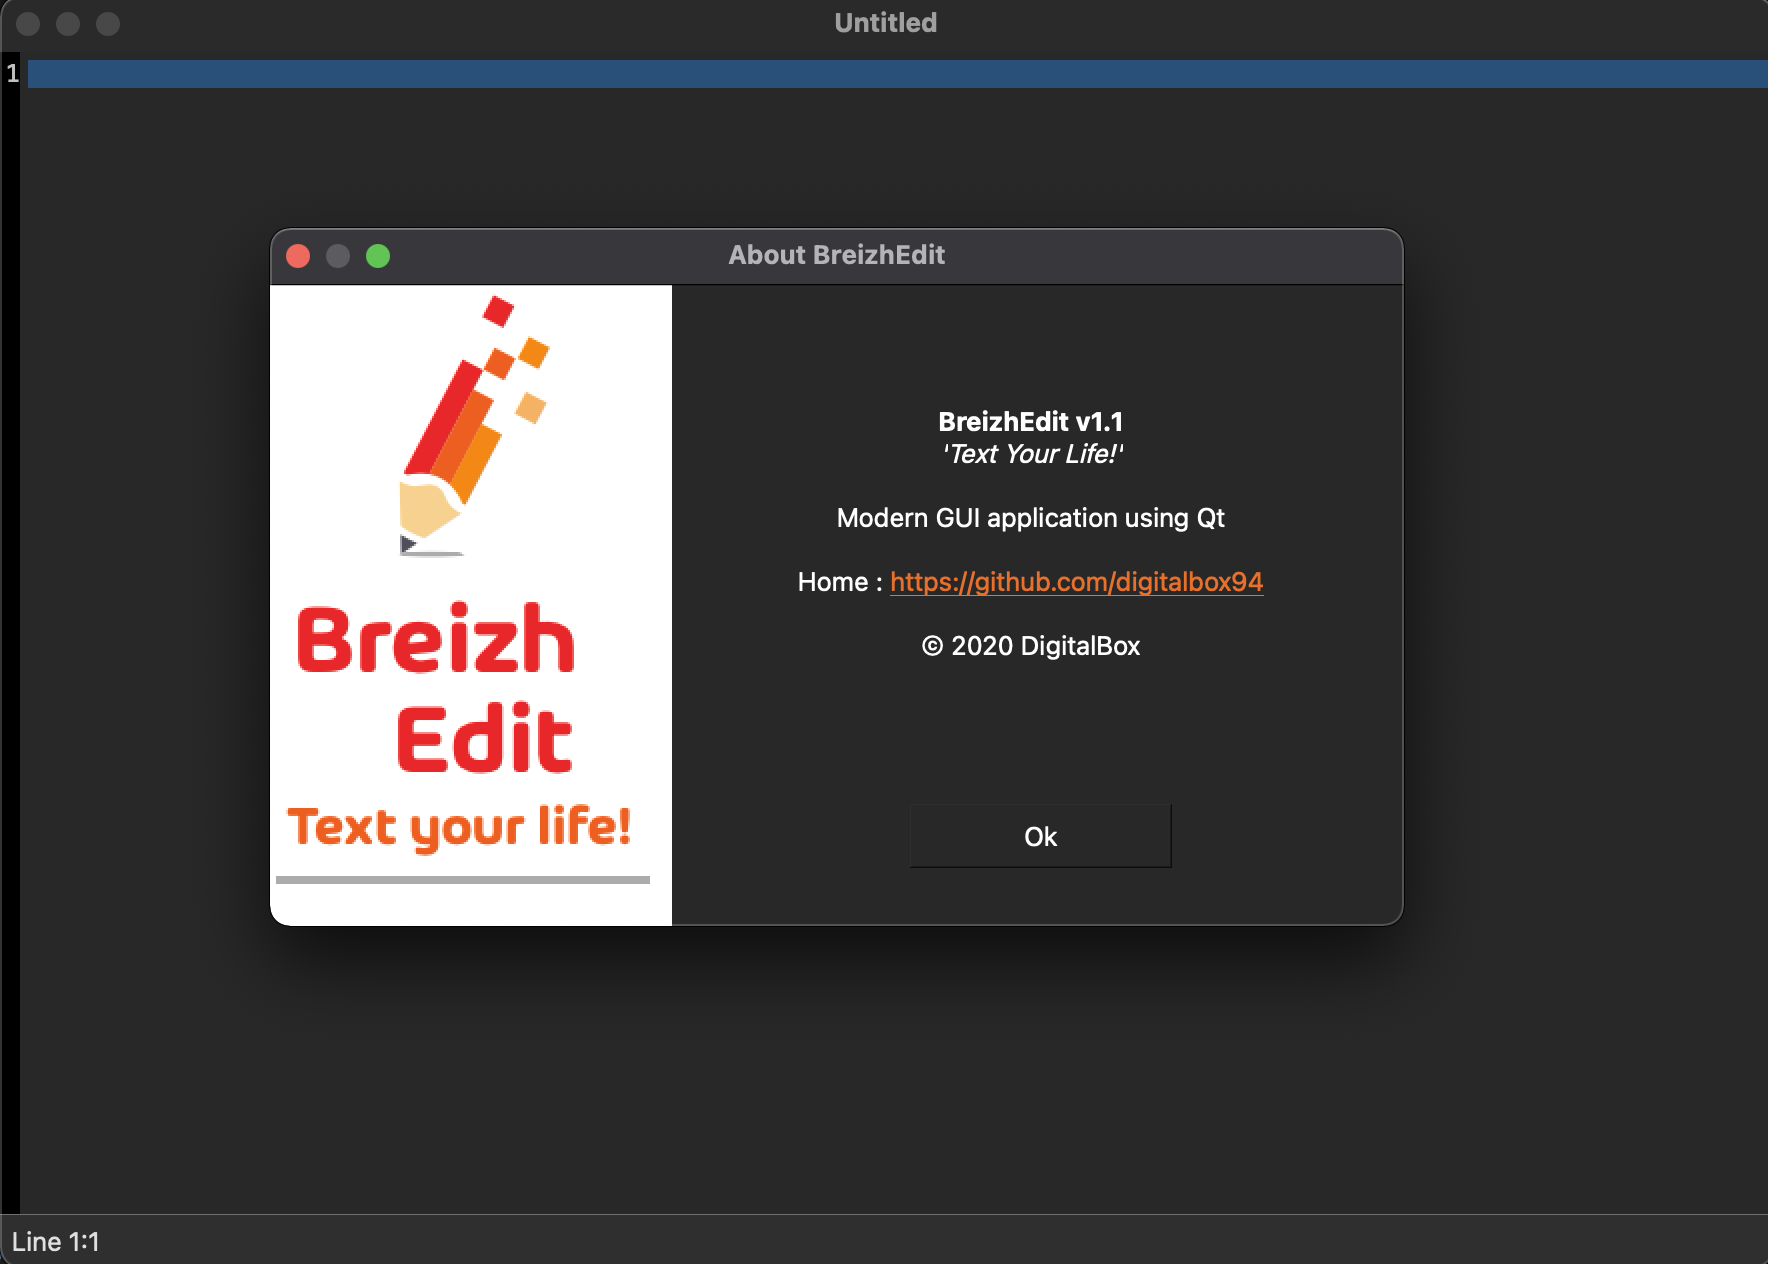 Untitled
1
About BreizhEdit
Breizh
Edit
Text your life!
BreizhEdit v1.1
'Text Your Life!'
Modern GUI application using Qt
Home : https://github.com/digitalbox94
© 2020 DigitalBox
Ok
Line 1:1